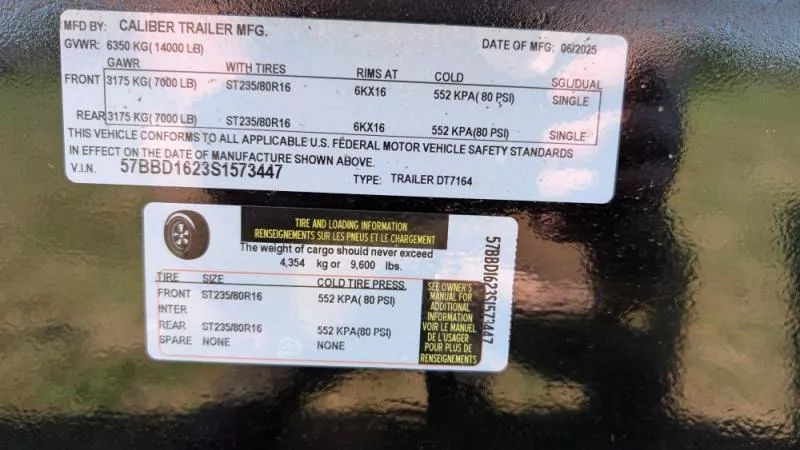 MFD BY: CALIBER TRAILER MFG.
GVWR: 6350 KG( 14000 LB) DATE OF MFG: 06/2025
GAWR WITH TIRES RIMS AT COLD SGL/DUAL
FRONT 3175 KG( 7000 LB) ST235/80R16 6KX16 552 KPA( 80 PSI) SINGLE
REAR 3175 KG( 7000 LB) ST235/80R16 6KX16 552 KPA( 80 PSI) SINGLE
THIS VEHICLE CONFORMS TO ALL APPLICABLE U.S. FEDERAL MOTOR VEHICLE SAFETY STANDARDS
IN EFFECT ON THE DATE OF MANUFACTURE SHOWN ABOVE.
V.I.N. 57BBD1623S1573447 TYPE: TRAILER DT7164
TIRE AND LOADING INFORMATION
RENSEIGNEMENTS SUR LES PNEUS ET LE CHARGEMENT
The weight of cargo should never exceed
4,354 kg or 9,600 lbs.
TIRE SIZE COLD TIRE PRESS.
FRONT ST235/80R16 552 KPA( 80 PSI)
INTER
REAR ST235/80R16 552 KPA( 80 PSI)
SPARE NONE NONE
SEE OWNER'S
MANUAL FOR
ADDITIONAL
INFORMATION
VOIR LE MANUEL
DE L'USAGER
POUR PLUS DE
RENSEIGNEMENTS
57BBD1623S1573447